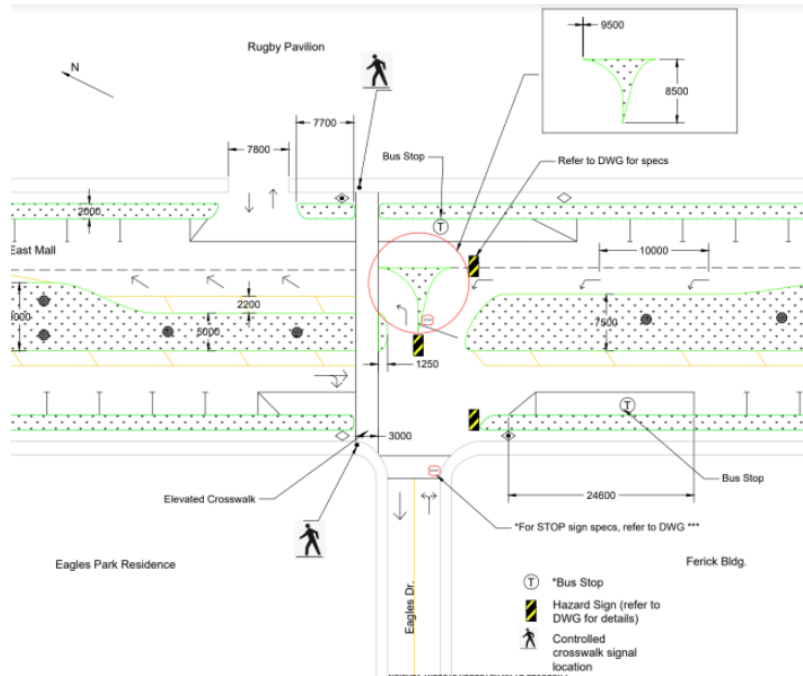 9500
8500
Rugby Pavilion
N
7700
7800
Bus Stop
Refer to DWG for specs
2000
East Mall
10000
2200
5000
7500
1250
3000
Bus Stop
Elevated Crosswalk
24600
*For STOP sign specs, refer to DWG ***
Eagles Park Residence
Ferick Bldg.
Eagles Dr.
T
T
T *Bus Stop
Hazard Sign (refer to
DWG for details)
Controlled
crosswalk signal
location